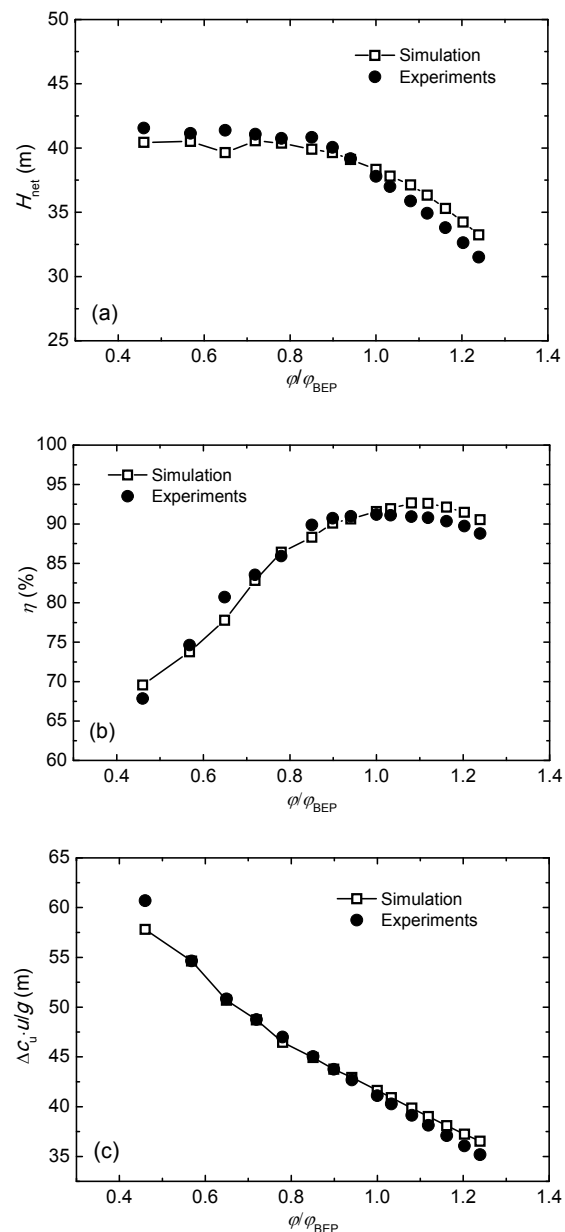 50
45
40
35
30
25
H_net (m)
Simulation
Experiments
(a)
0.4 0.6 0.8 1.0 1.2 1.4
φ/φ_BEP
100
95
90
85
80
75
70
65
60
η (%)
Simulation
Experiments
(b)
0.4 0.6 0.8 1.0 1.2 1.4
φ/φ_BEP
65
60
55
50
45
40
35
Δc_u·u/g (m)
Simulation
Experiments
(c)
0.4 0.6 0.8 1.0 1.2 1.4
φ/φ_BEP